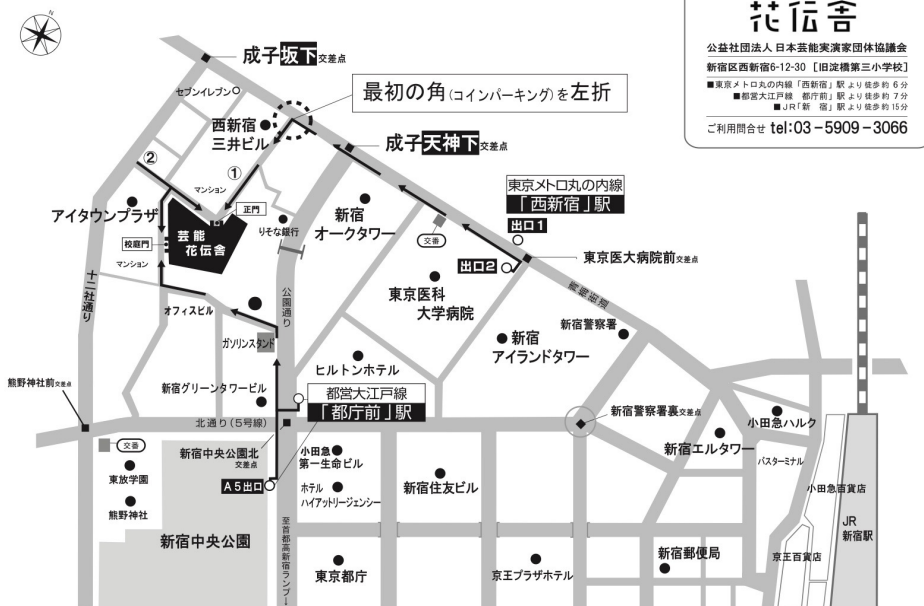 N
花伝舎
公益社団法人 日本芸能実演家団体協議会
新宿区西新宿6-12-30 [旧淀橋第三小学校]
■東京メトロ丸の内線「西新宿」駅より徒歩約6分
■都営大江戸線 都庁前」駅より徒歩約7分
■JR「新 宿」駅より徒歩約15分
ご利用問合せ tel:03-5909-3066
成子坂下交差点
セブンイレブン
最初の角(コインパーキング)を左折
西新宿
三井ビル
成子天神下交差点
②
①
マンション
アイタウンプラザ
正門
芸能
花伝舎
校庭門
マンション
りそな銀行
新宿
オークタワー
交番
東京メトロ丸の内線
「西新宿」駅
出口1
出口2
東京医大病院前交差点
青梅街道
十二社通り
公園通り
東京医科
大学病院
オフィスビル
ガソリンスタンド
新宿
アイランドタワー
新宿警察署
ヒルトンホテル
熊野神社前交差点
新宿グリーンタワービル
都営大江戸線
「都庁前」駅
北通り(5号線)
新宿警察署裏交差点
小田急ハルク
新宿エルタワー
バスターミナル
交番
東放学園
熊野神社
新宿中央公園北
交差点
A5出口
小田急
第一生命ビル
ホテル
ハイアットリージェンシー
新宿住友ビル
小田急百貨店
JR
新宿駅
京王百貨店
新宿中央公園
至首都高新宿ランプ→
東京都庁
京王プラザホテル
新宿郵便局